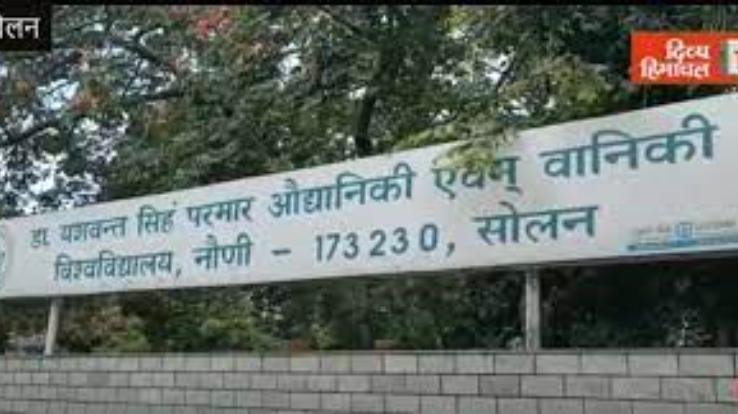 ोलन
दिव्य
हिमाचल
डा. यशवन्त सिहं परमार औद्यानिकी एवम् वानिकी
विश्वविद्यालय, नौणी - 173230, सोलन